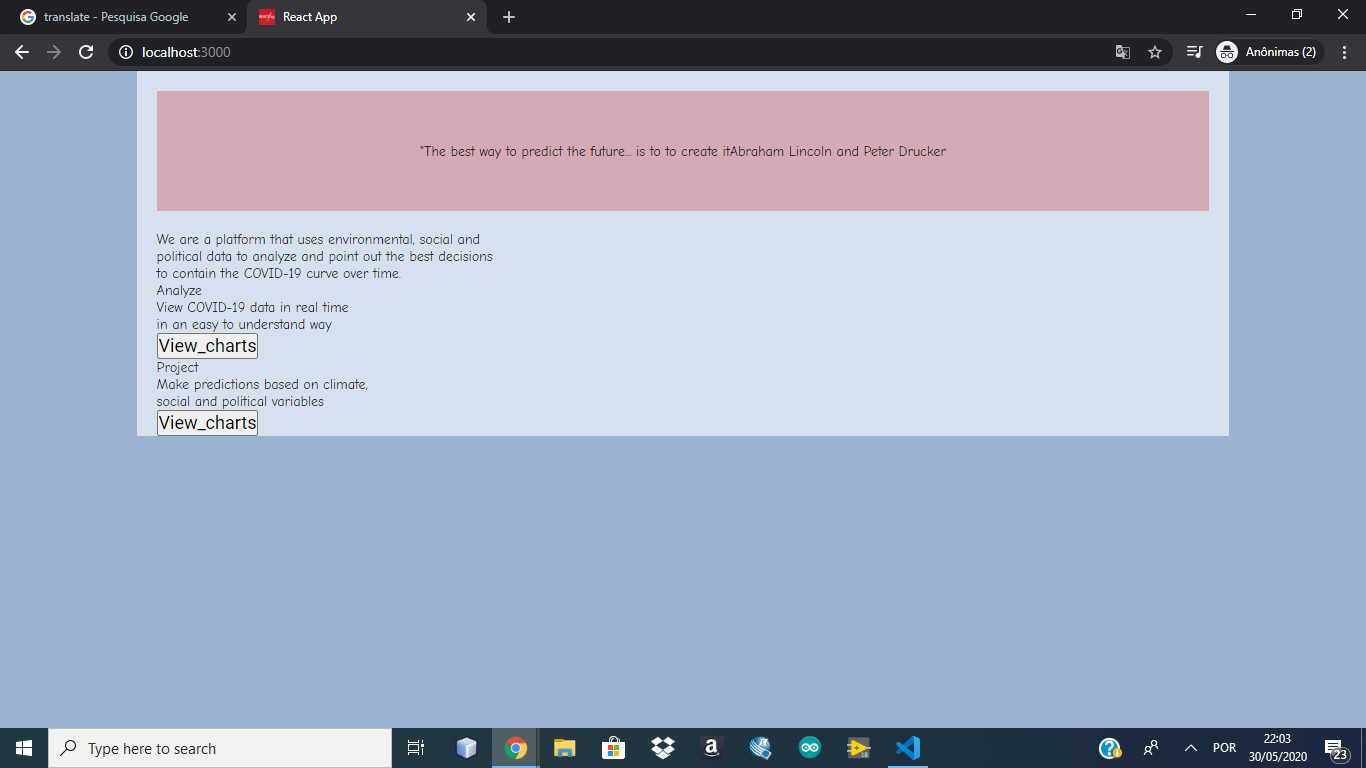 translate - Pesquisa Google
React App
localhost:3000
Anônimas (2)
"The best way to predict the future... is to to create itAbraham Lincoln and Peter Drucker
We are a platform that uses environmental, social and
political data to analyze and point out the best decisions
to contain the COVID-19 curve over time.
Analyze
View COVID-19 data in real time
in an easy to understand way
View_charts
Project
Make predictions based on climate,
social and political variables
View_charts
Type here to search
POR
22:03
30/05/2020
23